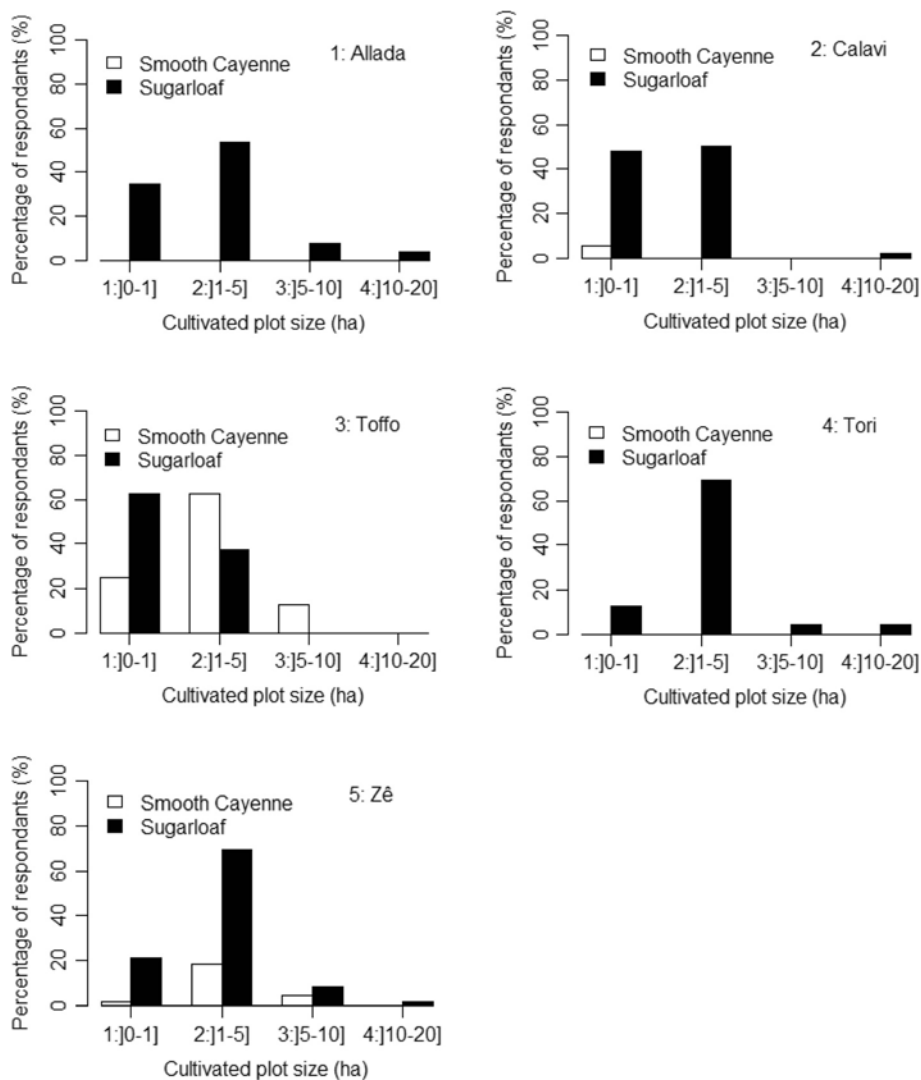 1: Allada
Smooth Cayenne
Sugarloaf
Percentage of respondants (%)
0 20 40 60 80 100
1:]0-1] 2:]1-5] 3:]5-10] 4:]10-20]
Cultivated plot size (ha)
2: Calavi
Smooth Cayenne
Sugarloaf
Percentage of respondants (%)
0 20 40 60 80 100
1:]0-1] 2:]1-5] 3:]5-10] 4:]10-20]
Cultivated plot size (ha)
3: Toffo
Smooth Cayenne
Sugarloaf
Percentage of respondants (%)
0 20 40 60 80 100
1:]0-1] 2:]1-5] 3:]5-10] 4:]10-20]
Cultivated plot size (ha)
4: Tori
Smooth Cayenne
Sugarloaf
Percentage of respondants (%)
0 20 40 60 80 100
1:]0-1] 2:]1-5] 3:]5-10] 4:]10-20]
Cultivated plot size (ha)
5: Zê
Smooth Cayenne
Sugarloaf
Percentage of respondants (%)
0 20 40 60 80 100
1:]0-1] 2:]1-5] 3:]5-10] 4:]10-20]
Cultivated plot size (ha)